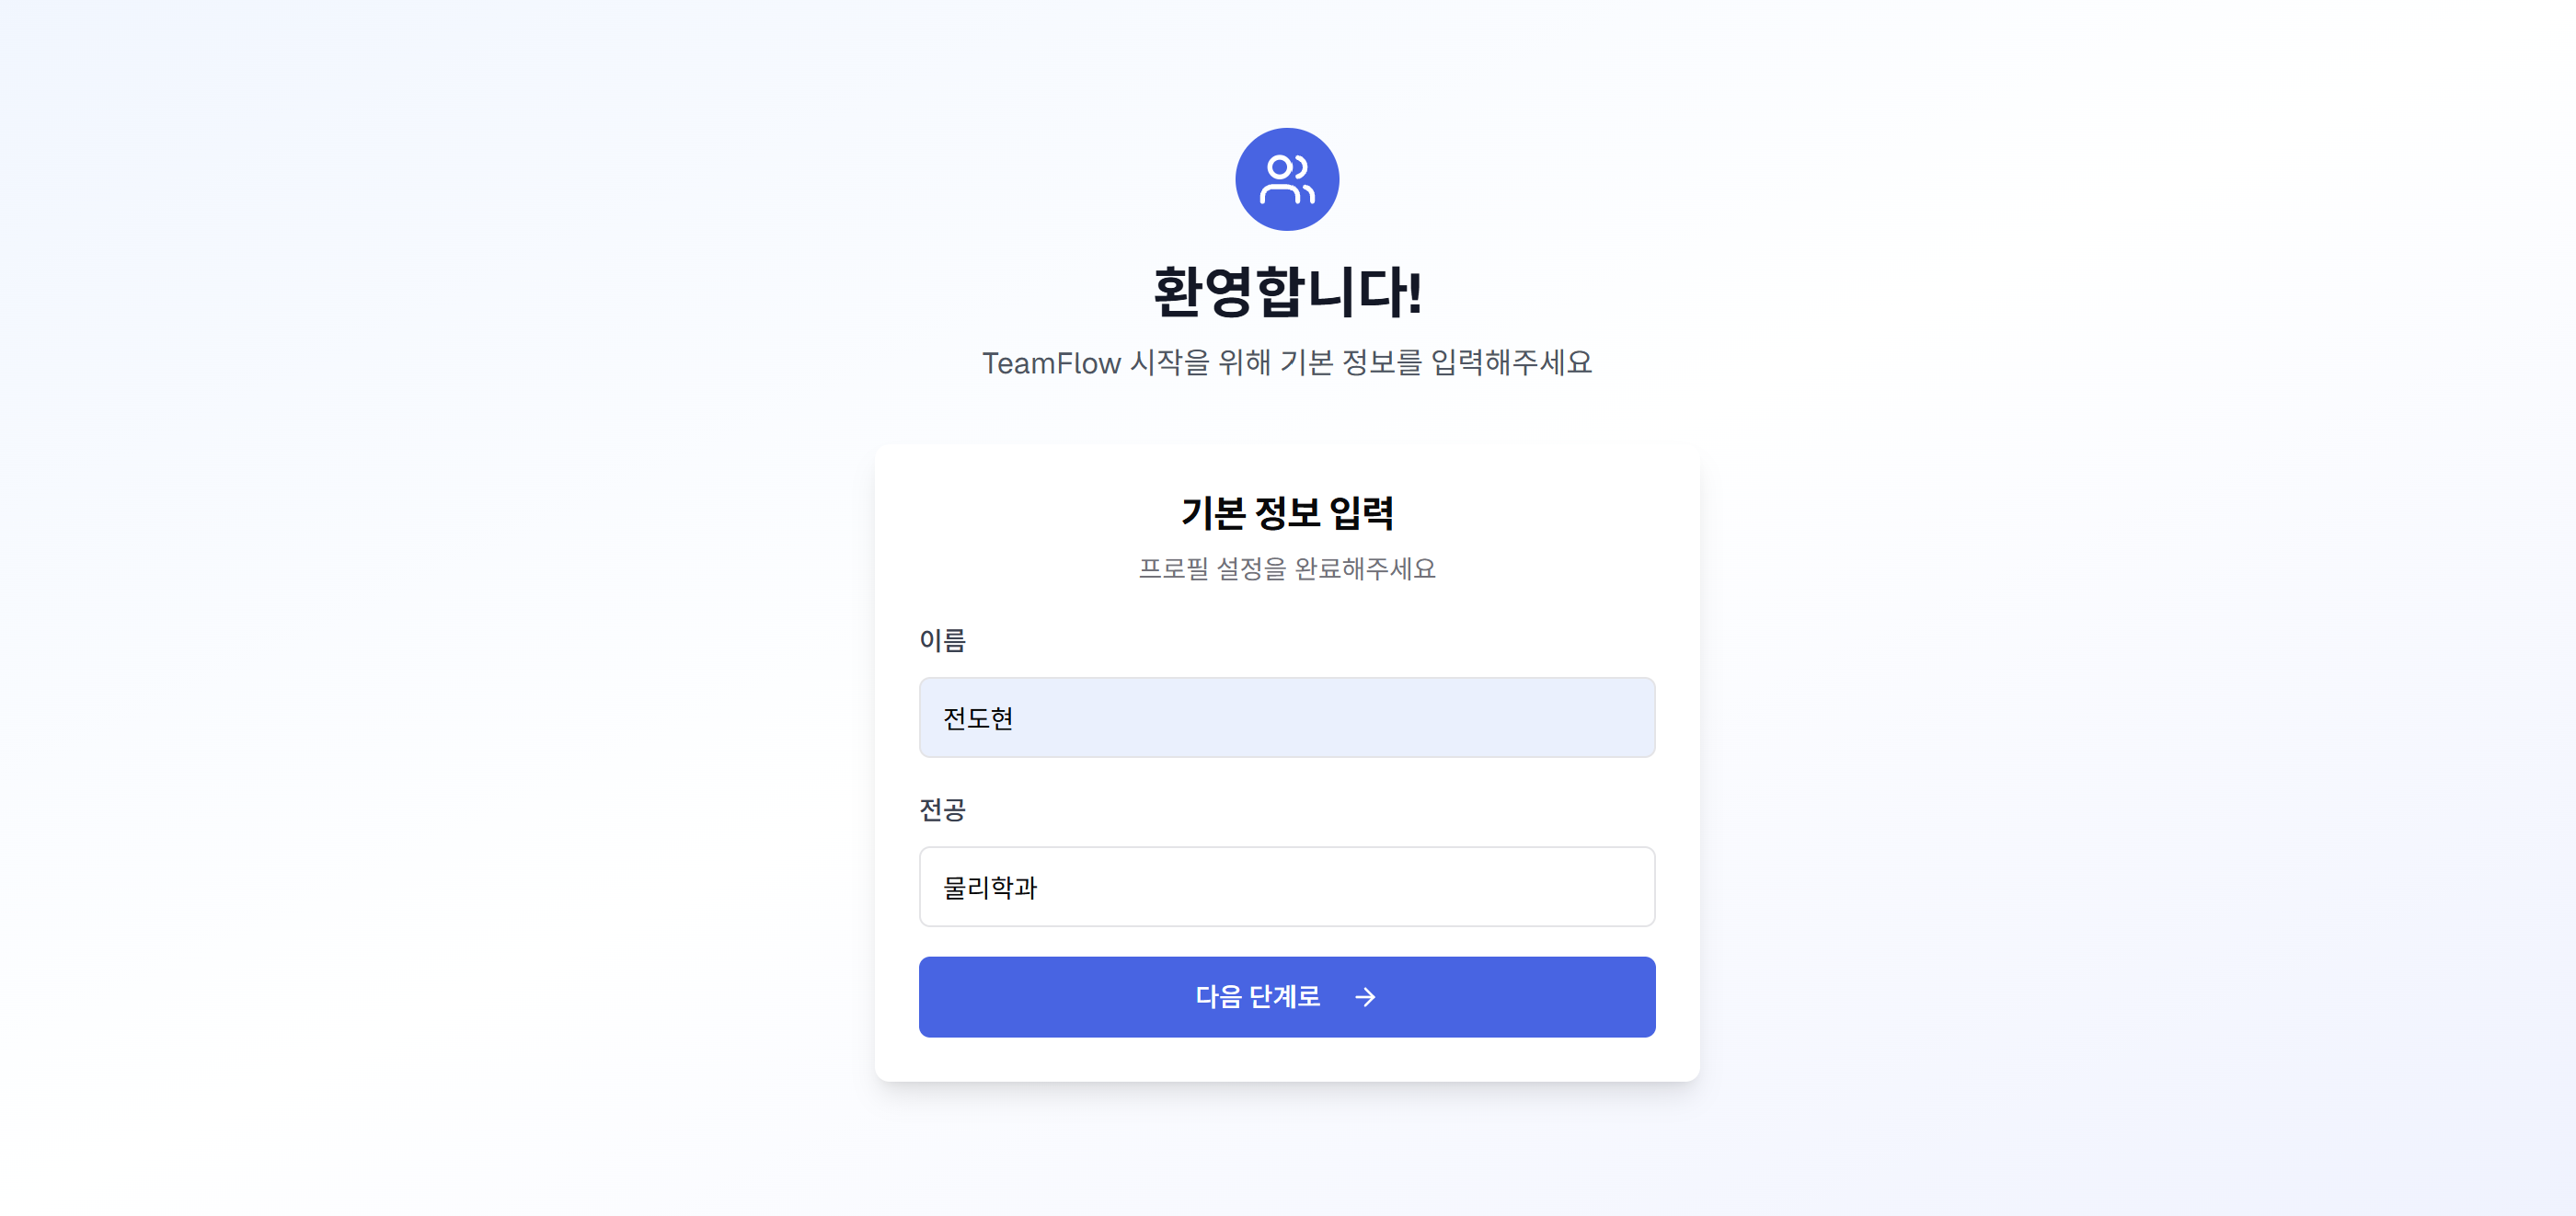 환영합니다!
TeamFlow 시작을 위해 기본 정보를 입력해주세요
기본 정보 입력
프로필 설정을 완료해주세요
이름
전도현
전공
물리학과
다음 단계로